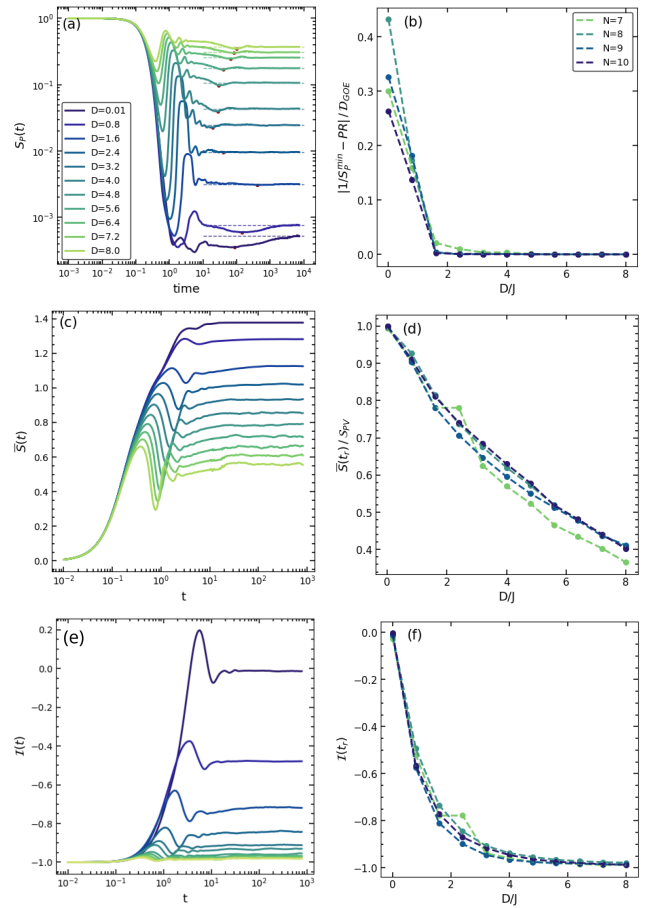 (a)
10^0
10^-1
10^-2
10^-3
S_P(t)
D=0.01
D=0.8
D=1.6
D=2.4
D=3.2
D=4.0
D=4.8
D=5.6
D=6.4
D=7.2
D=8.0
10^-3 10^-2 10^-1 10^0 10^1 10^2 10^3 10^4
time
(b)
N=7
N=8
N=9
N=10
0.4
0.3
0.2
0.1
0.0
|1/S_P^min − PR| / D_GOE
0 2 4 6 8
D/J
(c)
1.4
1.2
1.0
0.8
0.6
0.4
0.2
0.0
S̅(t)
10^-2 10^-1 10^0 10^1 10^2 10^3
t
(d)
1.0
0.9
0.8
0.7
0.6
0.5
0.4
S̅(t_r) / S_PV
0 2 4 6 8
D/J
(e)
0.2
0.0
−0.2
−0.4
−0.6
−0.8
−1.0
I(t)
10^-2 10^-1 10^0 10^1 10^2 10^3
t
(f)
0.0
−0.2
−0.4
−0.6
−0.8
−1.0
I(t_r)
0 2 4 6 8
D/J